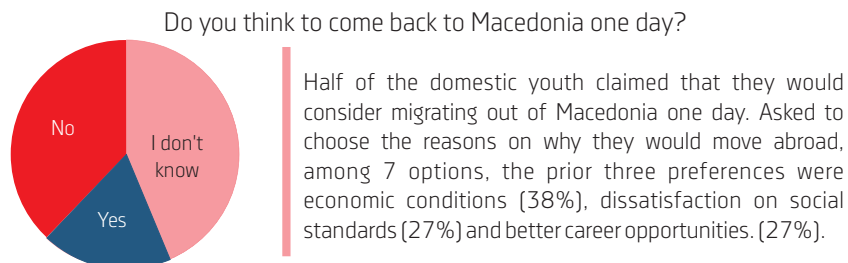 Do you think to come back to Macedonia one day?
No
I don't
know
Yes
Half of the domestic youth claimed that they would
consider migrating out of Macedonia one day. Asked to
choose the reasons on why they would move abroad,
among 7 options, the prior three preferences were
economic conditions (38%), dissatisfaction on social
standards (27%) and better career opportunities. (27%).